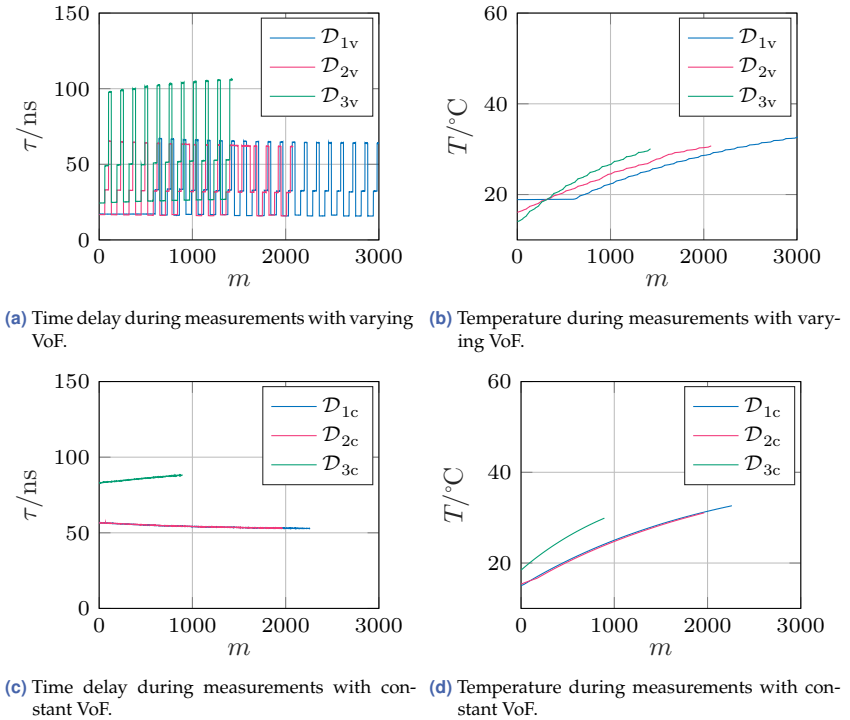 150
100
50
0
τ/ns
0 1000 2000 3000
m
𝒟1v
𝒟2v
𝒟3v
60
40
20
T/°C
0 1000 2000 3000
m
𝒟1v
𝒟2v
𝒟3v
(a) Time delay during measurements with varying
VoF.
(b) Temperature during measurements with vary-
ing VoF.
150
100
50
0
τ/ns
0 1000 2000 3000
m
𝒟1c
𝒟2c
𝒟3c
60
40
20
T/°C
0 1000 2000 3000
m
𝒟1c
𝒟2c
𝒟3c
(c) Time delay during measurements with con-
stant VoF.
(d) Temperature during measurements with con-
stant VoF.